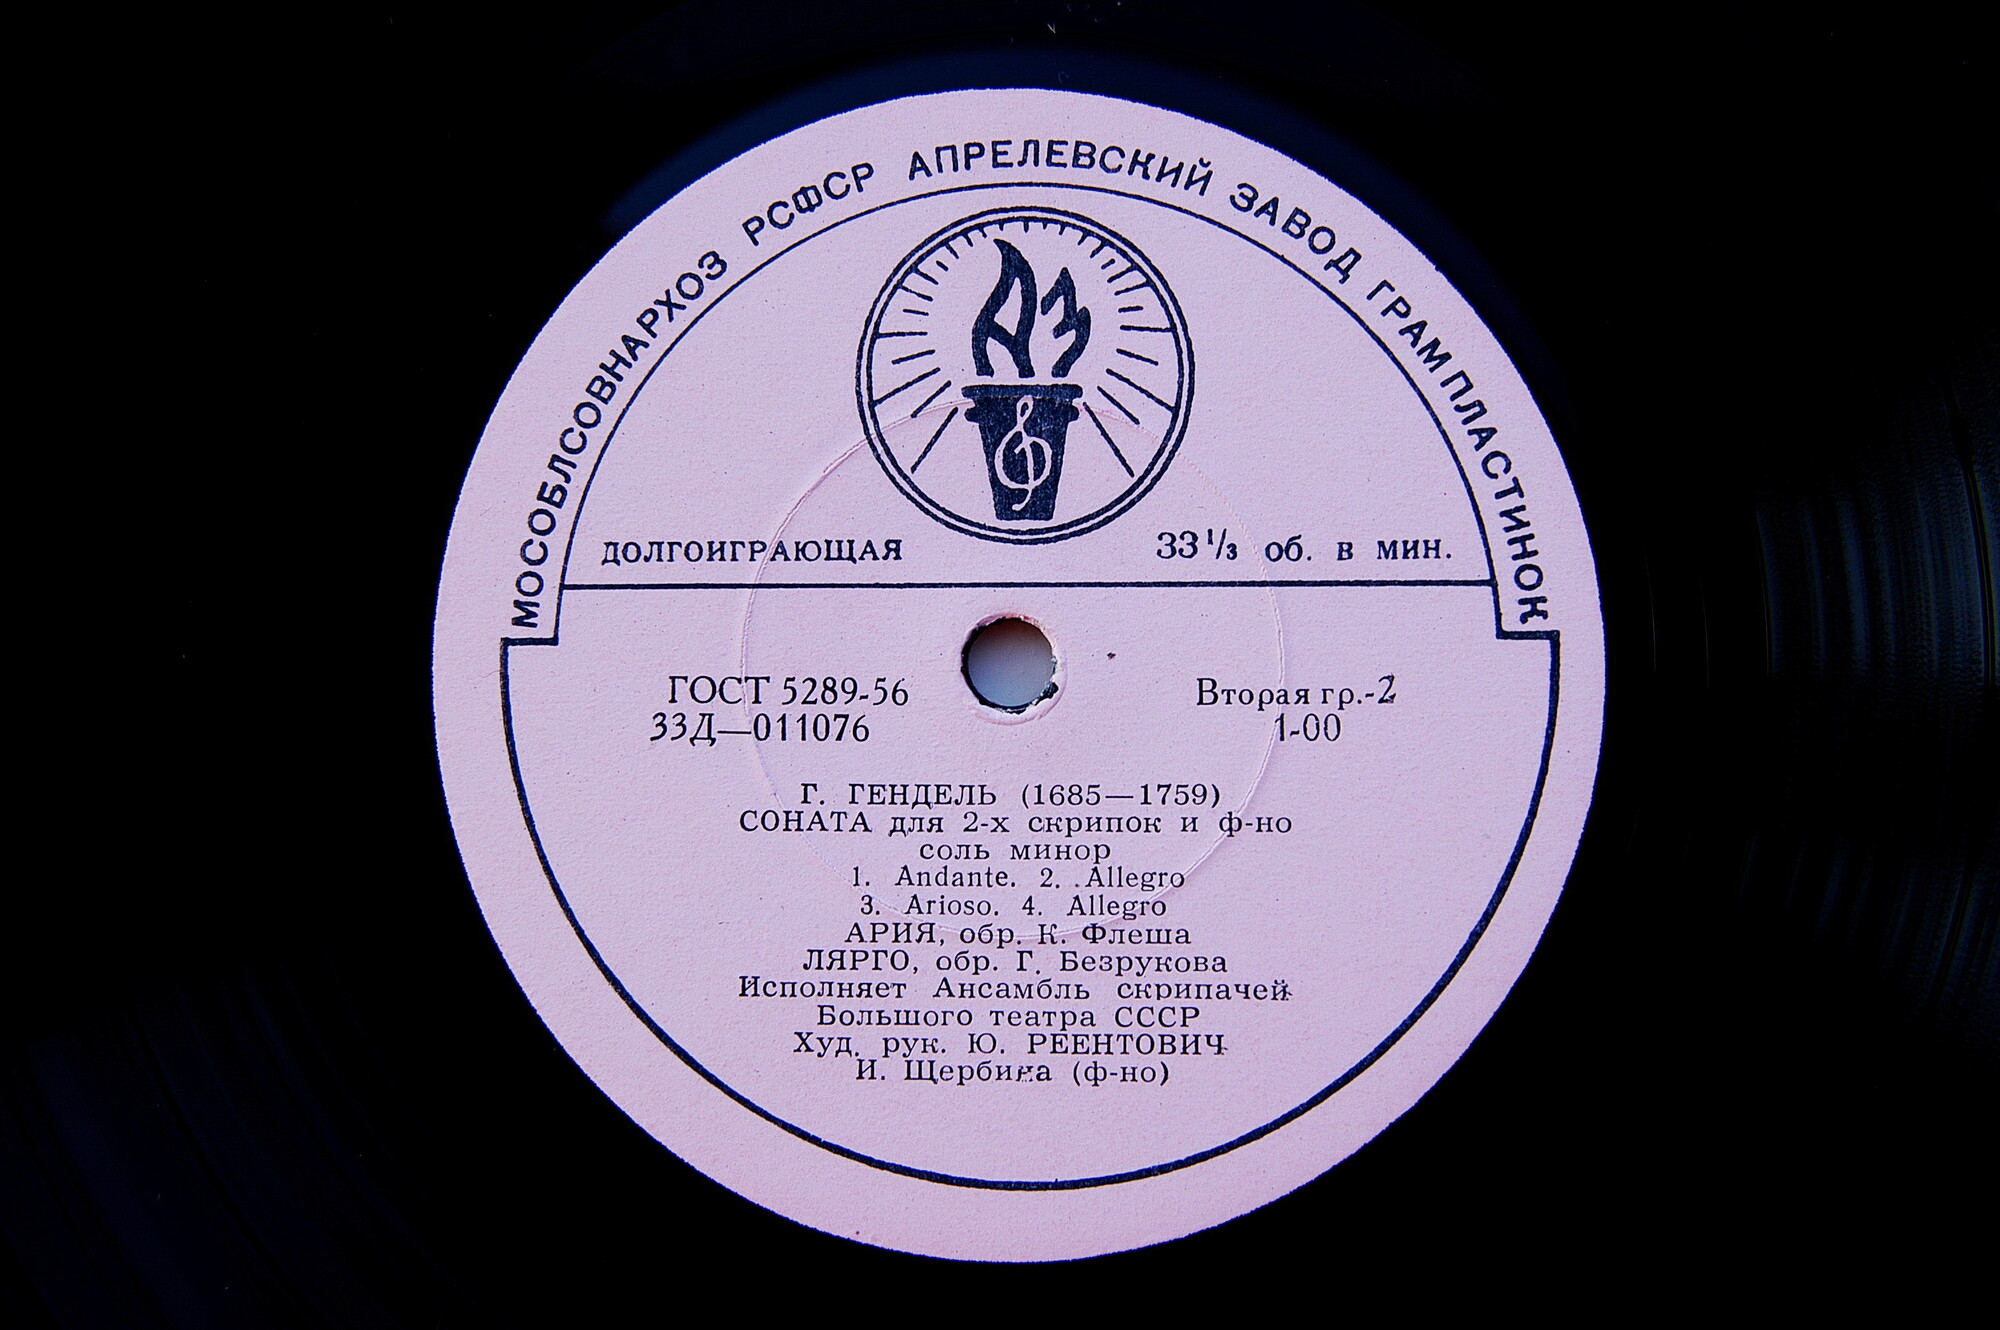 МОСОБЛСОВНАРХОЗ РСФСР АПРЕЛЕВСКИЙ ЗАВОД ГРАМПЛАСТИНОК
АЗ
ДОЛГОИГРАЮЩАЯ 33 1/3 об. в мин.
ГОСТ 5289-56 Вторая гр.-2
33Д—011076 1-00
Г. ГЕНДЕЛЬ (1685—1759)
СОНАТА для 2-х скрипок и ф-но
соль минор
1. Andante. 2. Allegro
3. Arioso. 4. Allegro
АРИЯ, обр. К. Флеша
ЛЯРГО, обр. Г. Безрукова
Исполняет Ансамбль скрипачей
Большого театра СССР
Худ. рук. Ю. РЕЕНТОВИЧ
И. Щербина (ф-но)